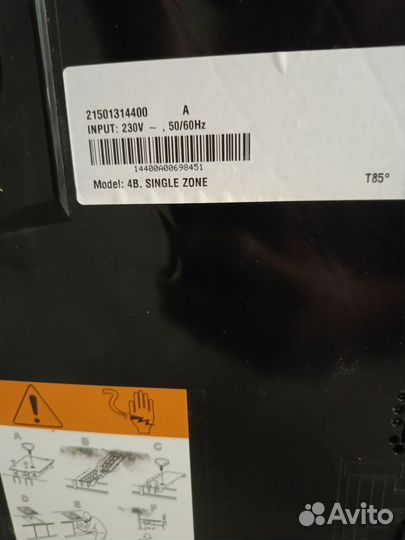 21501314400 A
INPUT: 230V ~ , 50/60Hz
14400A00698451
Model: 4B. SINGLE ZONE
T85°
A B C
D E F
Avito